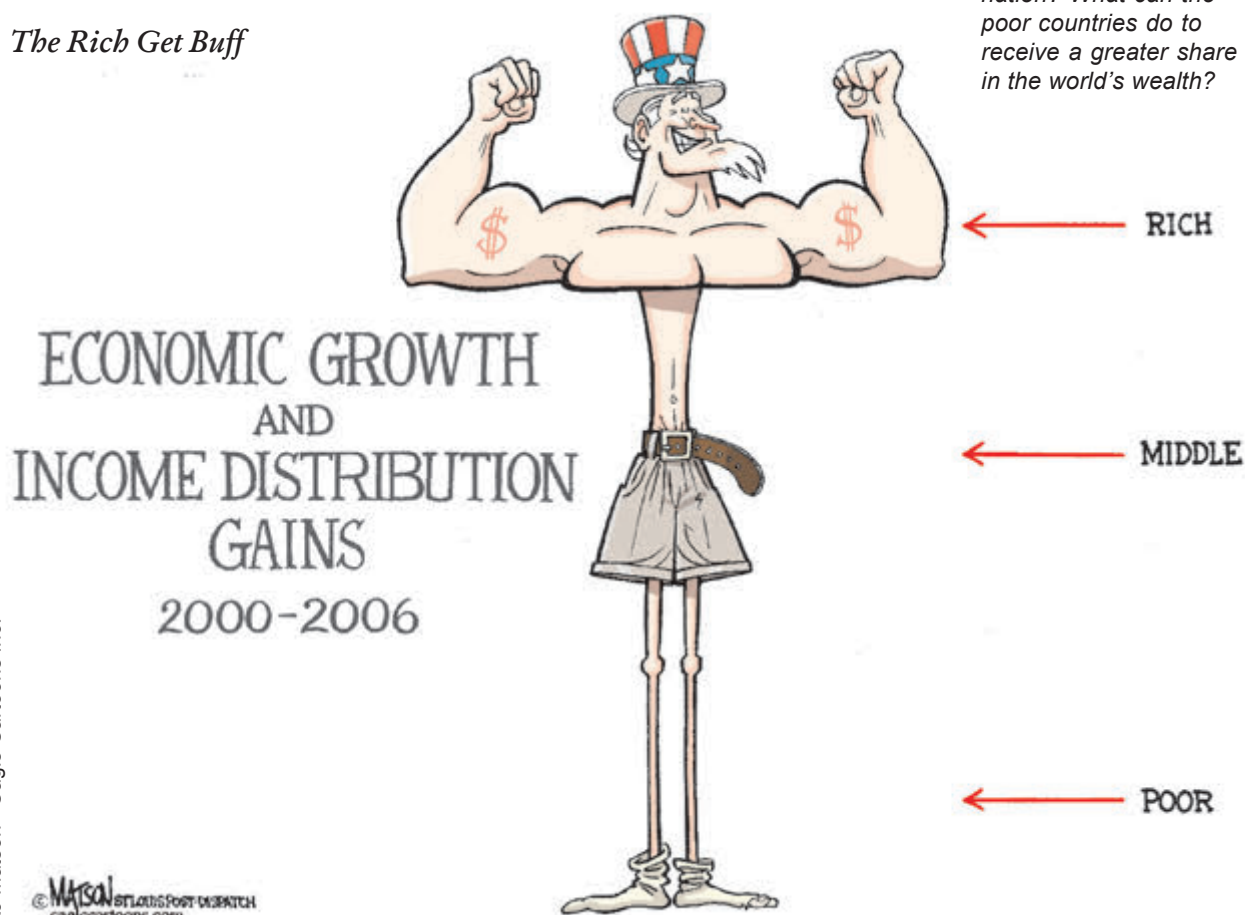 The Rich Get Buff
poor countries do to
receive a greater share
in the world's wealth?
$ $
RICH
ECONOMIC GROWTH
AND
INCOME DISTRIBUTION
GAINS
2000-2006
MIDDLE
POOR
© MATSON ST. LOUIS POST-DISPATCH